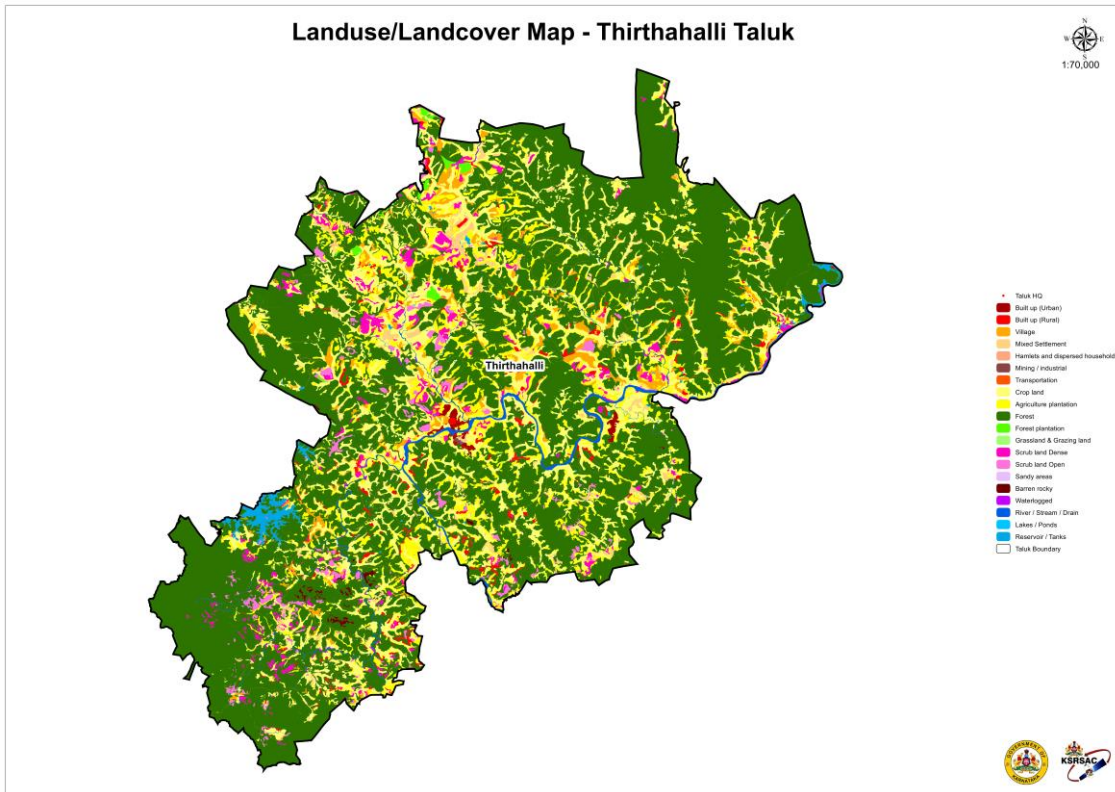 Landuse/Landcover Map - Thirthahalli Taluk
N
W
E
S
1:70,000
Thirthahalli
Taluk HQ
Built up (Urban)
Built up (Rural)
Village
Mixed Settlement
Hamlets and dispersed household
Mining / Industrial
Transportation
Crop land
Agriculture plantation
Forest
Forest plantation
Grassland & Grazing land
Scrub land Dense
Scrub land Open
Sandy areas
Barren rocky
Waterlogged
River / Stream / Drain
Lakes / Ponds
Reservoir / Tanks
Taluk Boundary
GOVERNMENT OF
KARNATAKA
KSRSAC